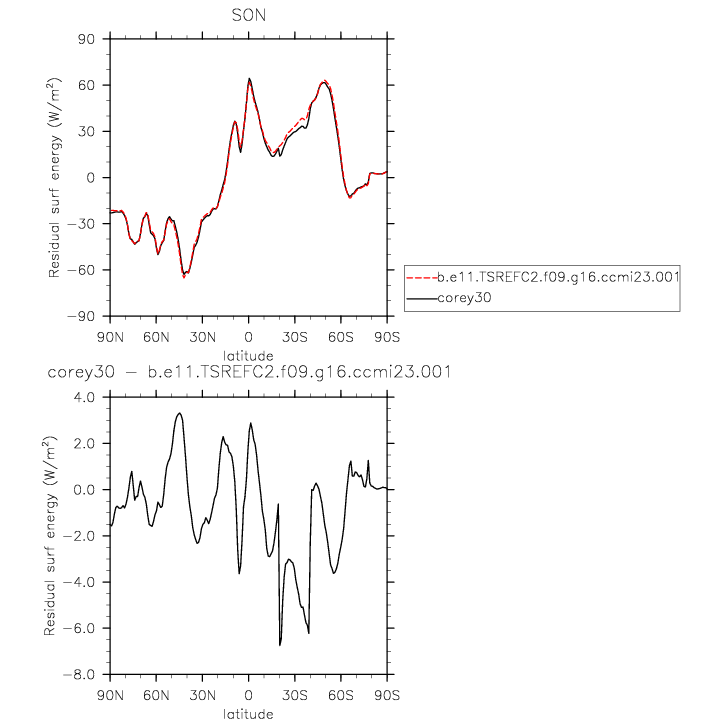 SON
90
60
30
0
−30
−60
−90
Residual surf energy (W/m²)
90N 60N 30N 0 30S 60S 90S
latitude
b.e11.TSREFC2.f09.g16.ccmi23.001
corey30
corey30 − b.e11.TSREFC2.f09.g16.ccmi23.001
4.0
2.0
0.0
−2.0
−4.0
−6.0
−8.0
Residual surf energy (W/m²)
90N 60N 30N 0 30S 60S 90S
latitude